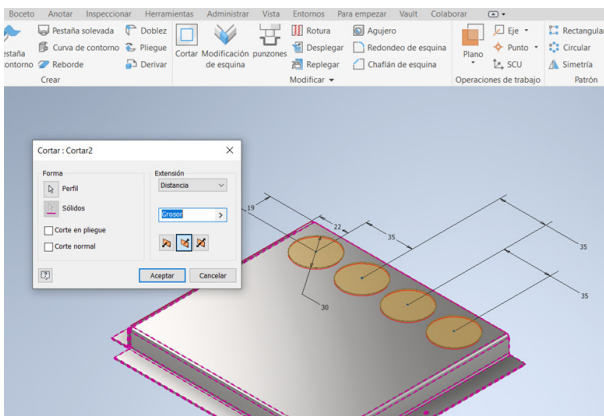 Boceto Anotar Inspeccionar Herramientas Administrar Vista Entornos Para empezar Vault Colaborar
Pestaña solevada Doblez Rotura Agujero Eje Rectangular
Curva de contorno Pliegue Desplegar Redondeo de esquina Punto Circular
Reborde Derivar Cortar Modificación de esquina punzones Replegar Chaflán de esquina Plano SCU Simetría
Crear Modificar Operaciones de trabajo Patrón
Cortar : Cortar2
Forma Extensión
Perfil Distancia
Sólidos Grosor
Corte en pliegue
Corte normal
Aceptar Cancelar
19
22
35
35
35
30